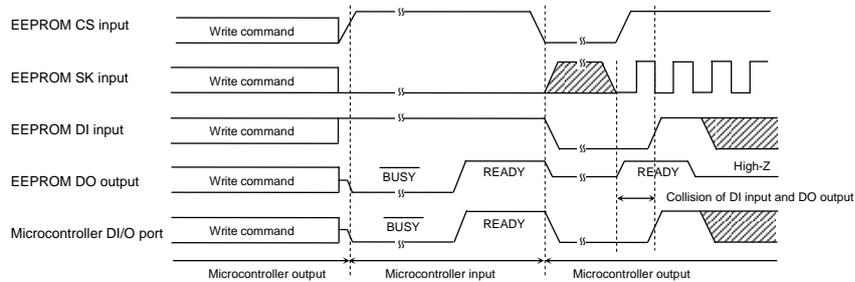 EEPROM CS input
Write command
EEPROM SK input
Write command
EEPROM DI input
Write command
EEPROM DO output
Write command
BUSY
READY
READY
High-Z
Collision of DI input and DO output
Microcontroller DI/O port
Write command
BUSY
READY
Microcontroller output
Microcontroller input
Microcontroller output